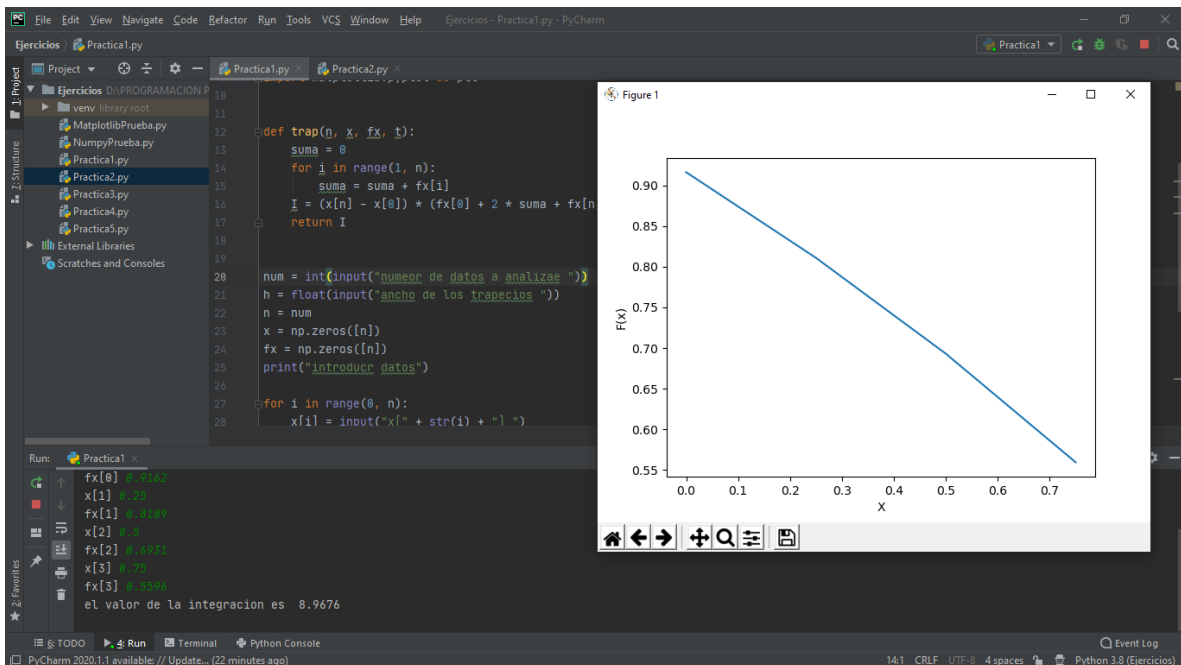 PC File Edit View Navigate Code Refactor Run Tools VCS Window Help Ejercicios - Practica1.py - PyCharm
Ejercicios Practica1.py Practica1
Project Practica1.py Practica2.py
1: Project
Z: Structure
2: Favorites
Ejercicios D:\PROGRAMACION P
venv library root
MatplotlibPrueba.py
NumpyPrueba.py
Practica1.py
Practica2.py
Practica3.py
Practica4.py
Practica5.py
External Libraries
Scratches and Consoles
10
11
12 def trap(n, x, fx, t):
13 suma = 0
14 for i in range(1, n):
15 suma = suma + fx[i]
16 I = (x[n] - x[0]) * (fx[0] + 2 * suma + fx[n
17 return I
18
19
20 num = int(input("numeor de datos a analizae "))
21 h = float(input("ancho de los trapecios "))
22 n = num
23 x = np.zeros([n])
24 fx = np.zeros([n])
25 print("introducr datos")
26
27 for i in range(0, n):
28 x[i] = input("x[" + str(i) + "] ")
Figure 1
0.90
0.85
0.80
0.75
0.70
0.65
0.60
0.55
F(x)
0.0 0.1 0.2 0.3 0.4 0.5 0.6 0.7
X
Run: Practica1
fx[0] 0.9162
x[1] 0.25
fx[1] 0.8109
x[2] 0.5
fx[2] 0.6931
x[3] 0.75
fx[3] 0.5596
el valor de la integracion es 8.9676
6: TODO 4: Run Terminal Python Console Event Log
PyCharm 2020.1.1 available: // Update... (22 minutes ago) 14:1 CRLF UTF-8 4 spaces Python 3.8 (Ejercicios)